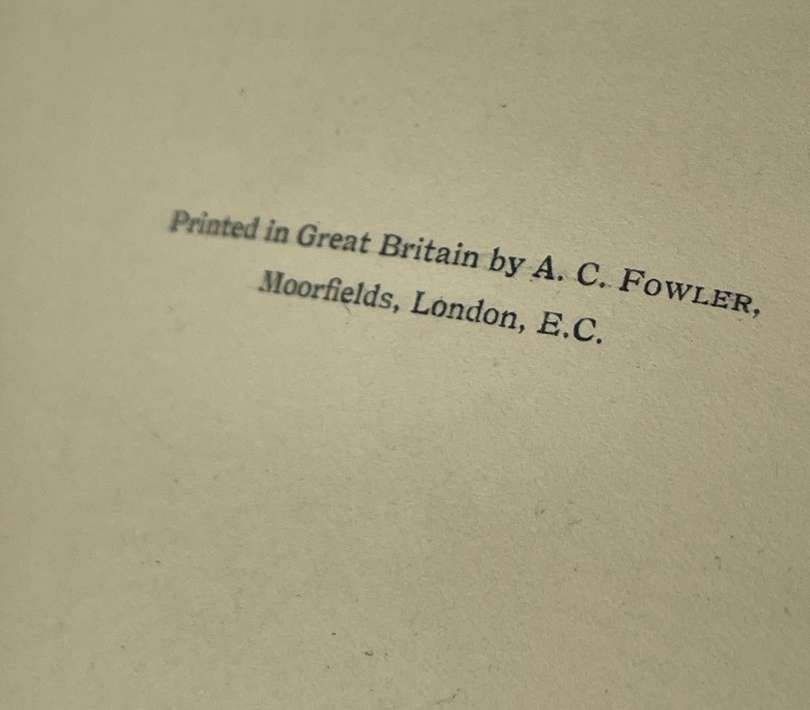 Printed in Great Britain by A. C. FOWLER,
Moorfields, London, E.C.